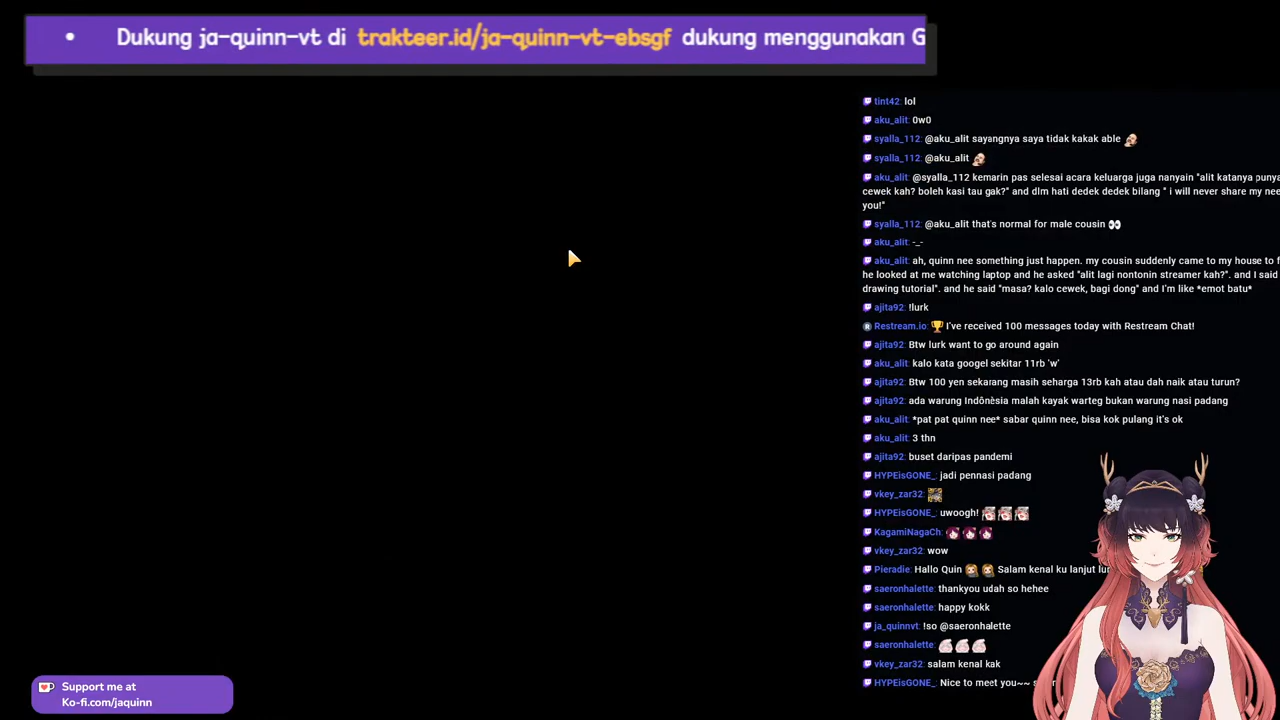 • Dukung ja-quinn-vt di trakteer.id/ja-quinn-vt-ebsgf dukung menggunakan G
tint42: lol
aku_alit: 0w0
syalla_112: @aku_alit sayangnya saya tidak kakak able
syalla_112: @aku_alit
aku_alit: @syalla_112 kemarin pas selesai acara keluarga juga nanyain "alit katanya punya
cewek kah? boleh kasi tau gak?" and dlm hati dedek dedek bilang " i will never share my nee
you!"
syalla_112: @aku_alit that's normal for male cousin 👀
aku_alit: -_-
aku_alit: ah, quinn nee something just happen. my cousin suddenly came to my house to f
he looked at me watching laptop and he asked "alit lagi nontonin streamer kah?". and I said
drawing tutorial". and he said "masa? kalo cewek, bagi dong" and I'm like *emot batu*
ajita92: !lurk
Restream.io: 🏆 I've received 100 messages today with Restream Chat!
ajita92: Btw lurk want to go around again
aku_alit: kalo kata googel sekitar 11rb 'w'
ajita92: Btw 100 yen sekarang masih seharga 13rb kah atau dah naik atau turun?
ajita92: ada warung Indônèsia malah kayak warteg bukan warung nasi padang
aku_alit: *pat pat quinn nee* sabar quinn nee, bisa kok pulang it's ok
aku_alit: 3 thn
ajita92: buset daripas pandemi
HYPEisGONE_: jadi pennasi padang
vkey_zar32:
HYPEisGONE_: uwoogh!
KagamiNagaCh:
vkey_zar32: wow
Pieradie: Hallo Quin Salam kenal ku lanjut
saeronhalette: thankyou udah so hehee
saeronhalette: happy kokk
ja_quinnvt: !so @saeronhalette
saeronhalette:
vkey_zar32: salam kenal kak
HYPEisGONE_: Nice to meet you~~
Support me at
Ko-fi.com/jaquinn